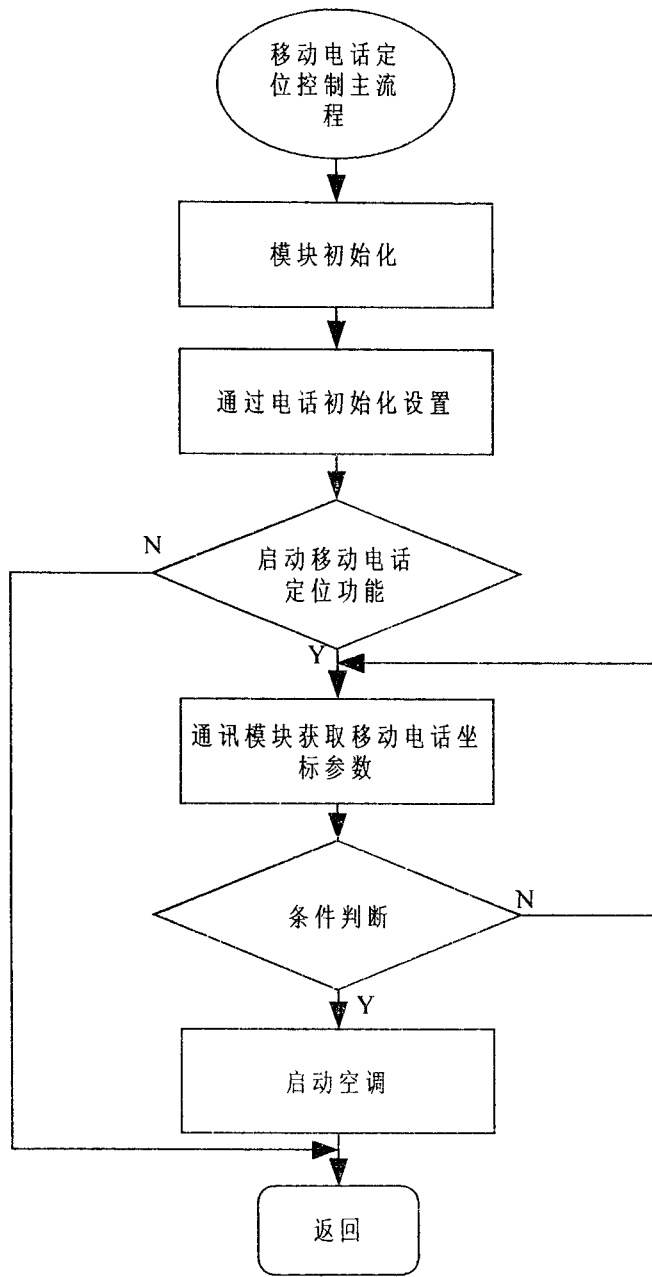 移动电话定
位控制主流
程
模块初始化
通过电话初始化设置
N
启动移动电话
定位功能
Y
通讯模块获取移动电话坐
标参数
条件判断
N
Y
启动空调
返回